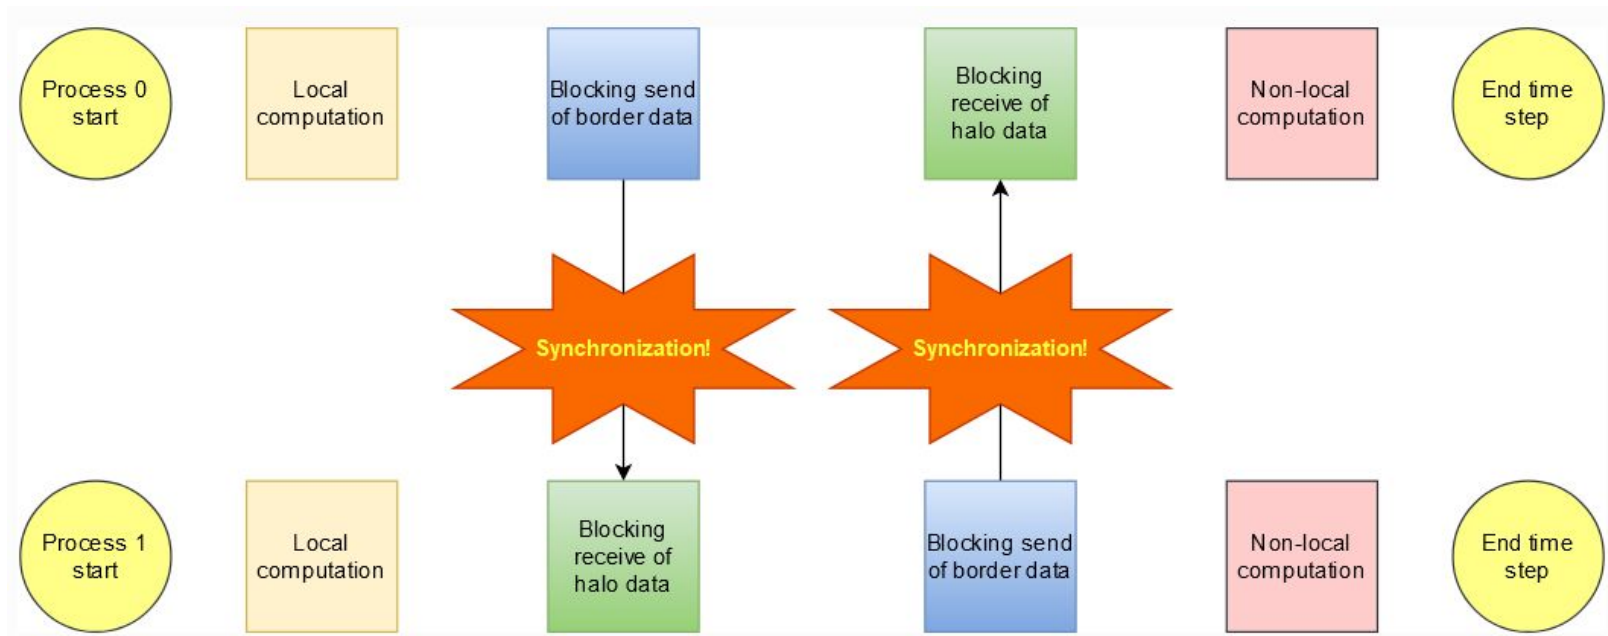 Process 0
start
Local
computation
Blocking send
of border data
Blocking
receive of
halo data
Non-local
computation
End time
step
Synchronization!
Synchronization!
Process 1
start
Local
computation
Blocking
receive of
halo data
Blocking send
of border data
Non-local
computation
End time
step